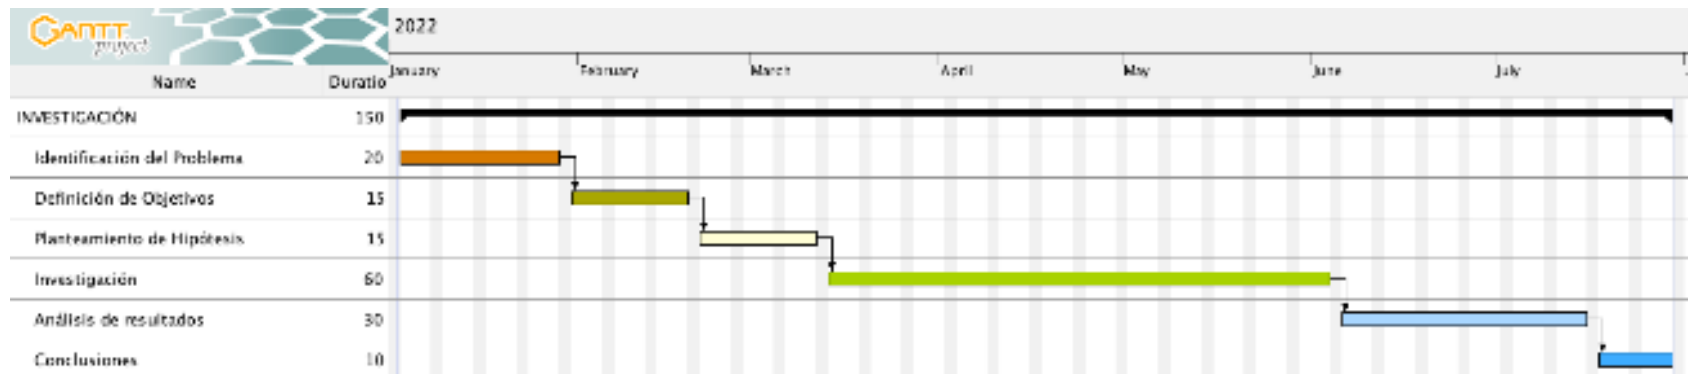 GANTT
project
2022
Name Duratio
January February March April May June July
INVESTIGACIÓN 150
Identificación del Problema 20
Definición de Objetivos 15
Planteamiento de Hipótesis 15
Investigación 60
Análisis de resultados 30
Conclusiones 10